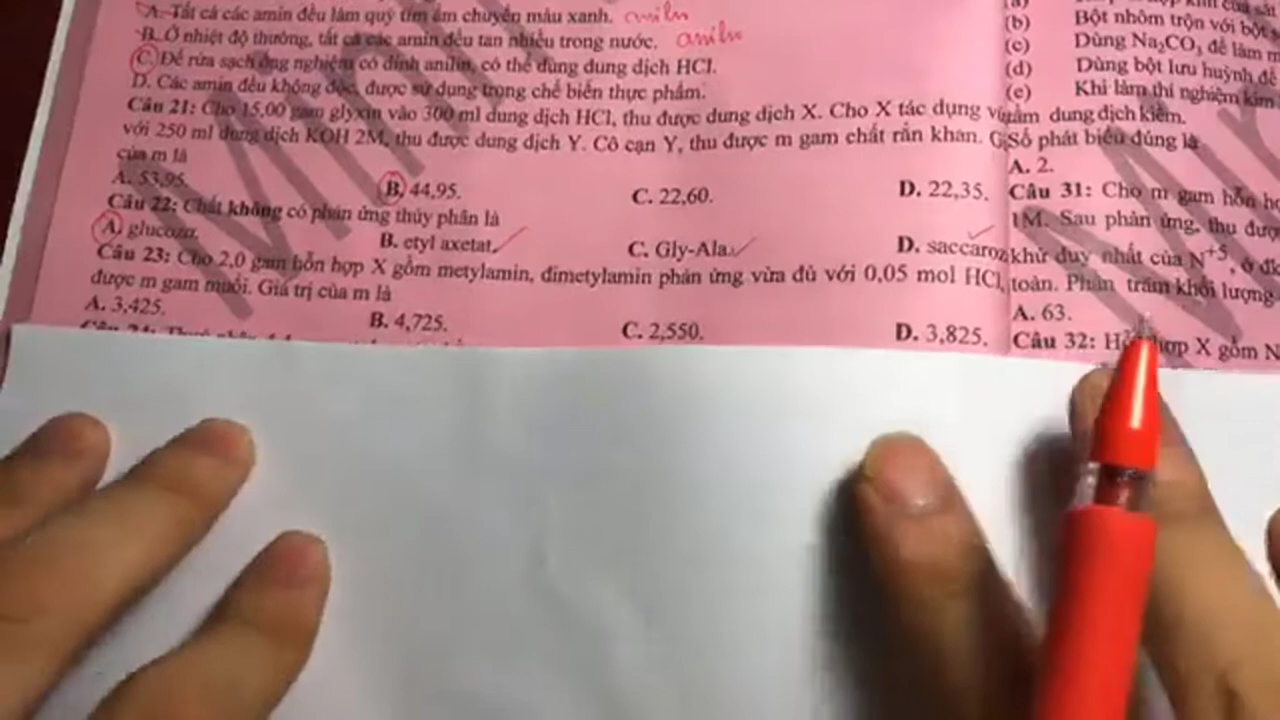 A. Tất cả các amin đều làm quỳ tím ẩm chuyển màu xanh. anilin
B. Ở nhiệt độ thường, tất cả các amin đều tan nhiều trong nước. anilin
C. Để rửa sạch ống nghiệm có dính anilin, có thể dùng dung dịch HCl.
D. Các amin đều không độc, được sử dụng trong chế biến thực phẩm.
Câu 21: Cho 15,00 gam glyxin vào 300 ml dung dịch HCl, thu được dung dịch X. Cho X tác dụng
với 250 ml dung dịch KOH 2M, thu được dung dịch Y. Cô cạn Y, thu được m gam chất rắn khan.
của m là
A. 53,95. B. 44,95. C. 22,60. D. 22,35.
Câu 22: Chất không có phản ứng thủy phân là
A. glucozơ. B. etyl axetat. C. Gly-Ala. D. saccaroz
Câu 23: Cho 2,0 gam hỗn hợp X gồm metylamin, đimetylamin phản ứng vừa đủ với 0,05 mol HCl,
được m gam muối. Giá trị của m là
A. 3,425. B. 4,725. C. 2,550. D. 3,825.
(b) Bột nhôm trộn với bột
(c) Dùng Na₂CO₃ để làm
(d) Dùng bột lưu huỳnh để
(e) Khi làm thí nghiệm kim
dung dịch kiềm.
Số phát biểu đúng là
A. 2.
Câu 31: Cho m gam hỗn
1M. Sau phản ứng, thu
khử duy nhất của N⁺⁵, ở
toàn. Phần trăm khối lượng
A. 63.
Câu 32: Hỗn hợp X gồm N